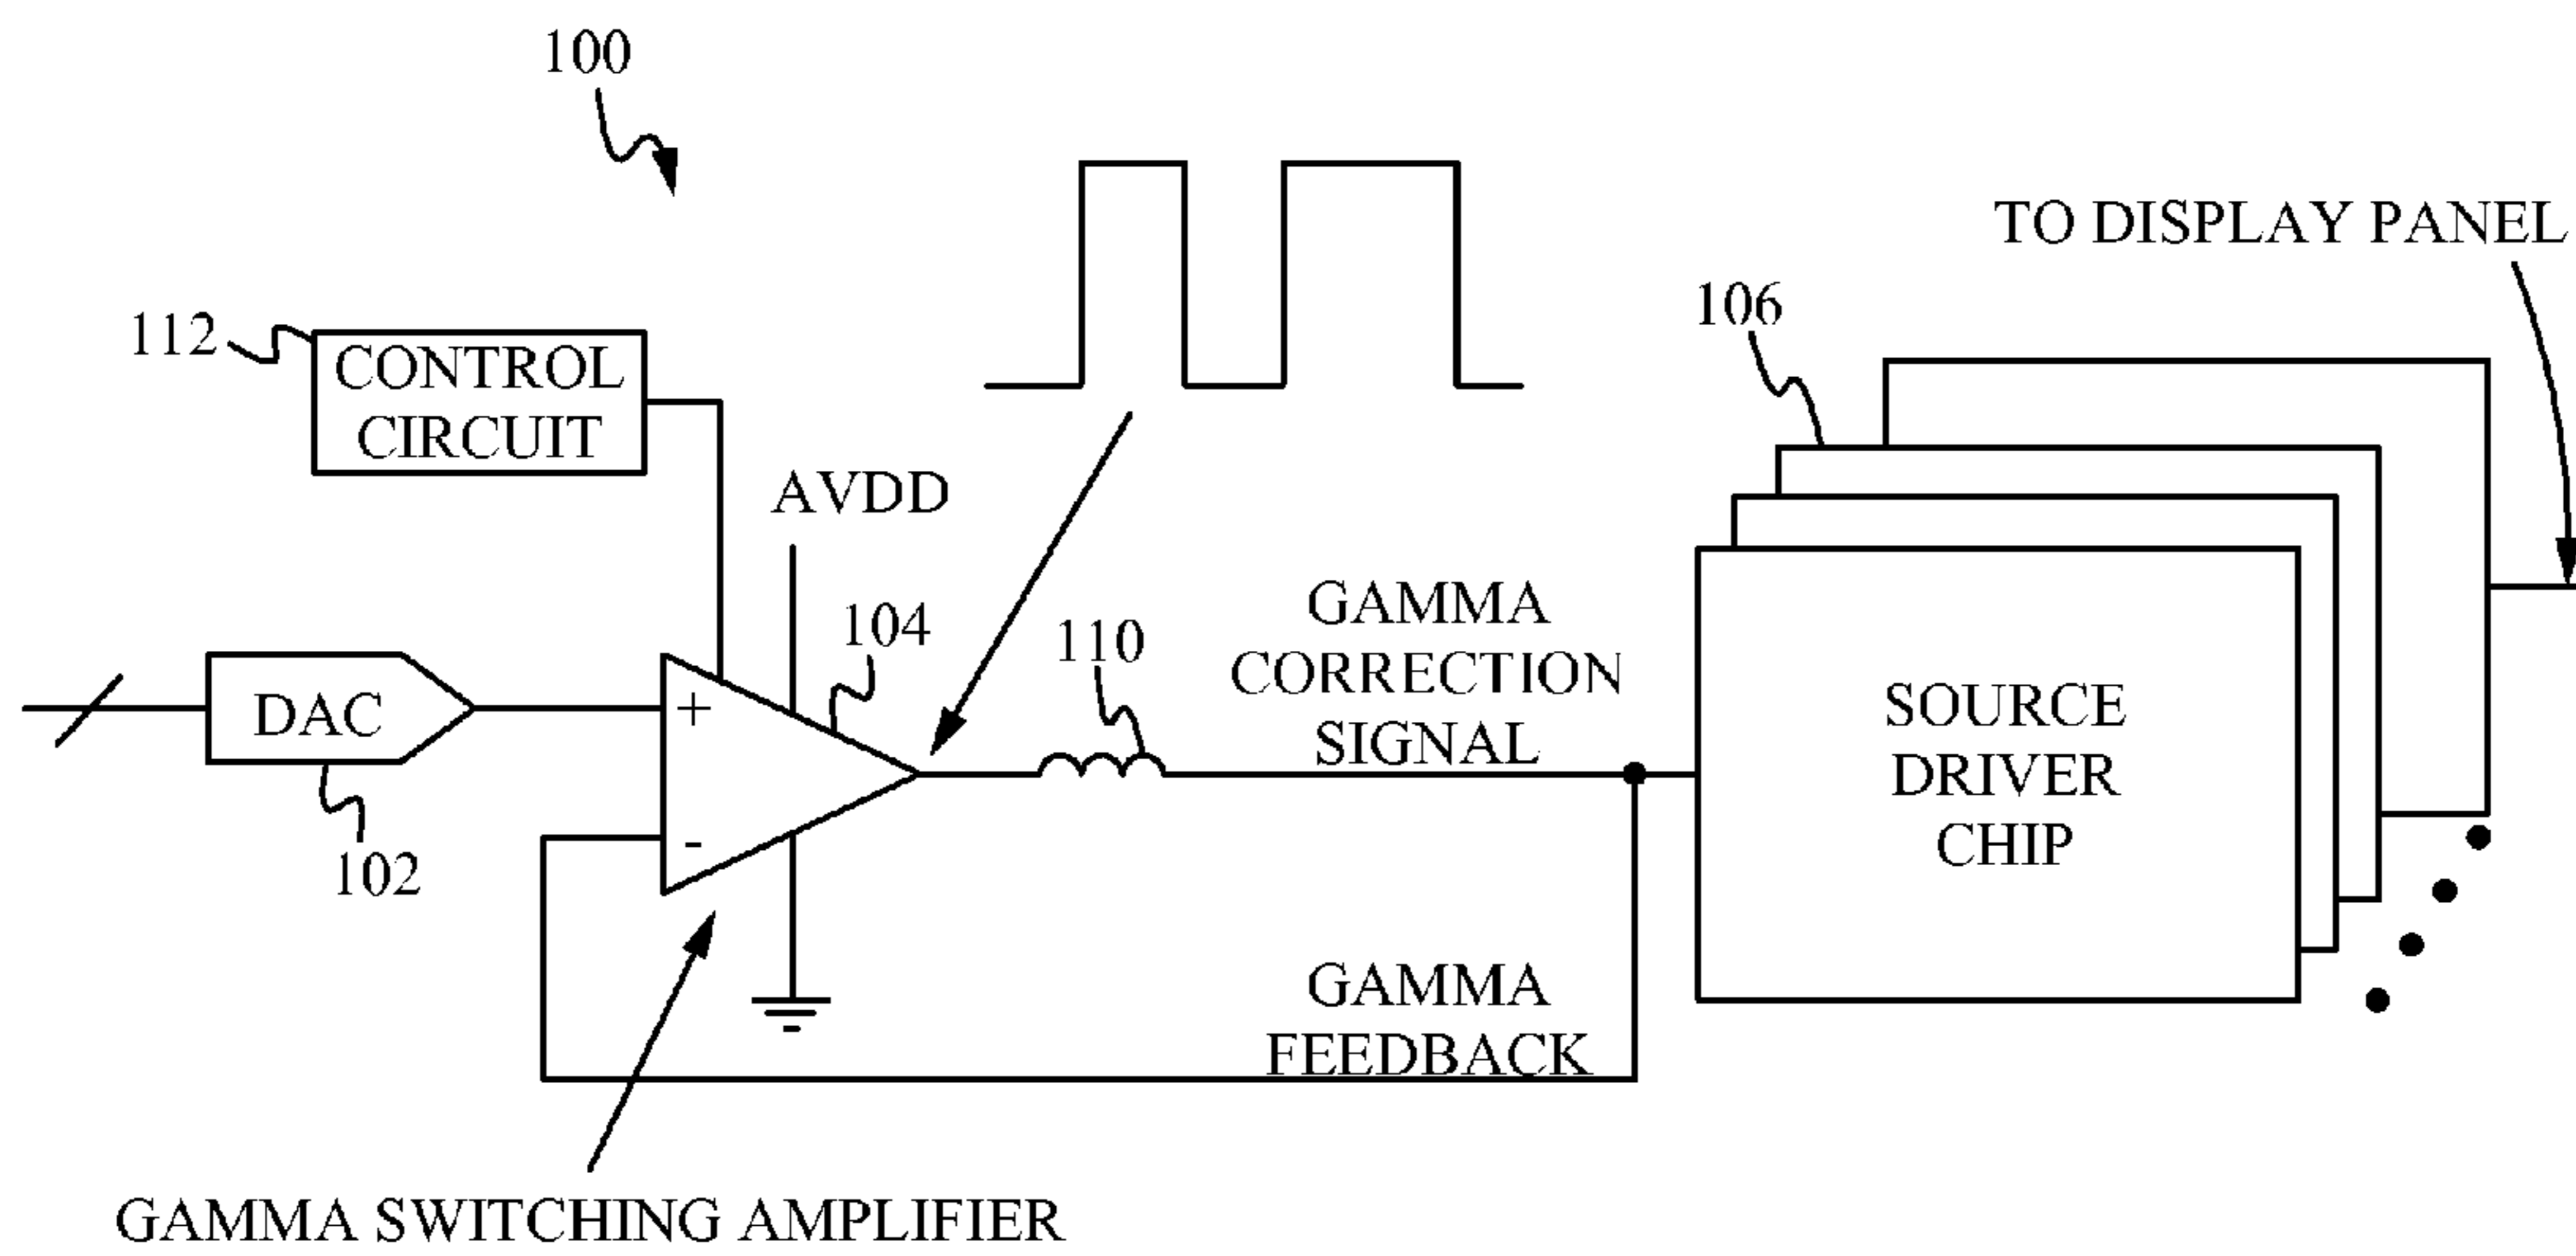 100
TO DISPLAY PANEL
106
112
CONTROL
CIRCUIT
AVDD
104
110
GAMMA
CORRECTION
SIGNAL
DAC
+
-
102
SOURCE
DRIVER
CHIP
GAMMA
FEEDBACK
GAMMA SWITCHING AMPLIFIER